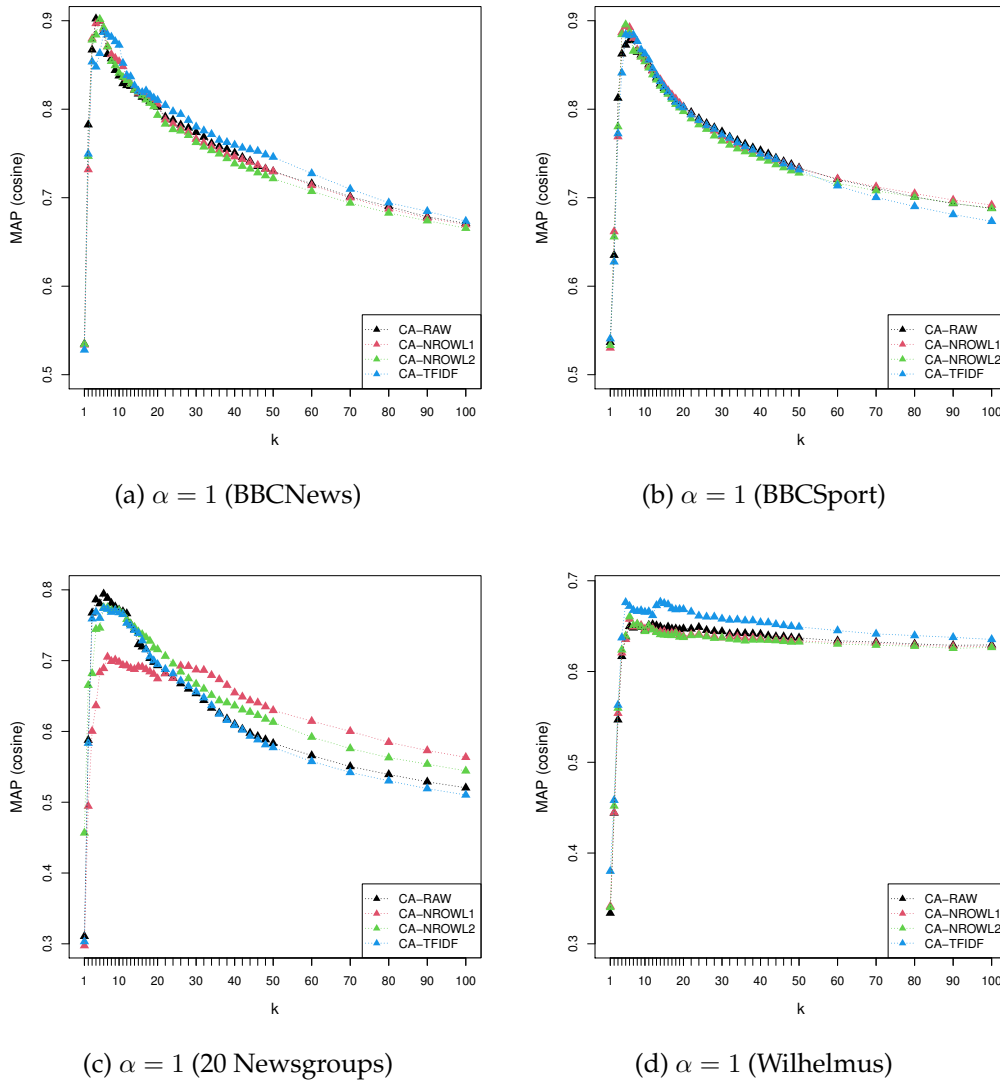 0.9
0.8
0.7
0.6
0.5
MAP (cosine)
CA−RAW
CA−NROWL1
CA−NROWL2
CA−TFIDF
1 10 20 30 40 50 60 70 80 90 100
k
(a) α = 1 (BBCNews)
0.9
0.8
0.7
0.6
0.5
MAP (cosine)
CA−RAW
CA−NROWL1
CA−NROWL2
CA−TFIDF
1 10 20 30 40 50 60 70 80 90 100
k
(b) α = 1 (BBCSport)
0.8
0.7
0.6
0.5
0.4
0.3
MAP (cosine)
CA−RAW
CA−NROWL1
CA−NROWL2
CA−TFIDF
1 10 20 30 40 50 60 70 80 90 100
k
(c) α = 1 (20 Newsgroups)
0.7
0.6
0.5
0.4
0.3
MAP (cosine)
CA−RAW
CA−NROWL1
CA−NROWL2
CA−TFIDF
1 10 20 30 40 50 60 70 80 90 100
k
(d) α = 1 (Wilhelmus)